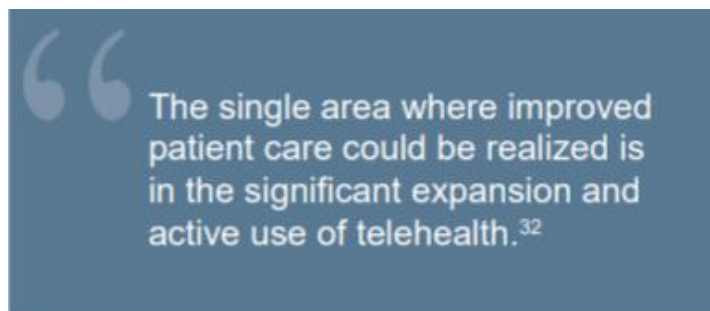 “
The single area where improved
patient care could be realized is
in the significant expansion and
active use of telehealth.³²